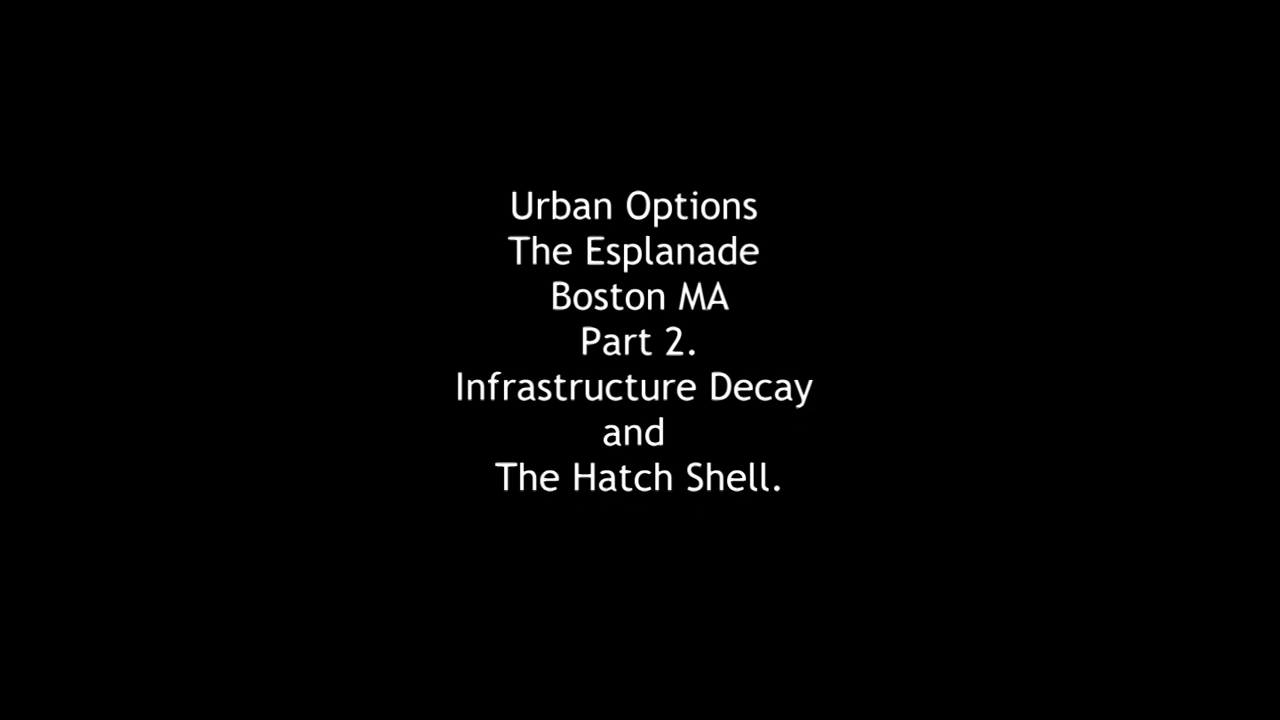 Urban Options
The Esplanade
Boston MA
Part 2.
Infrastructure Decay
and
The Hatch Shell.